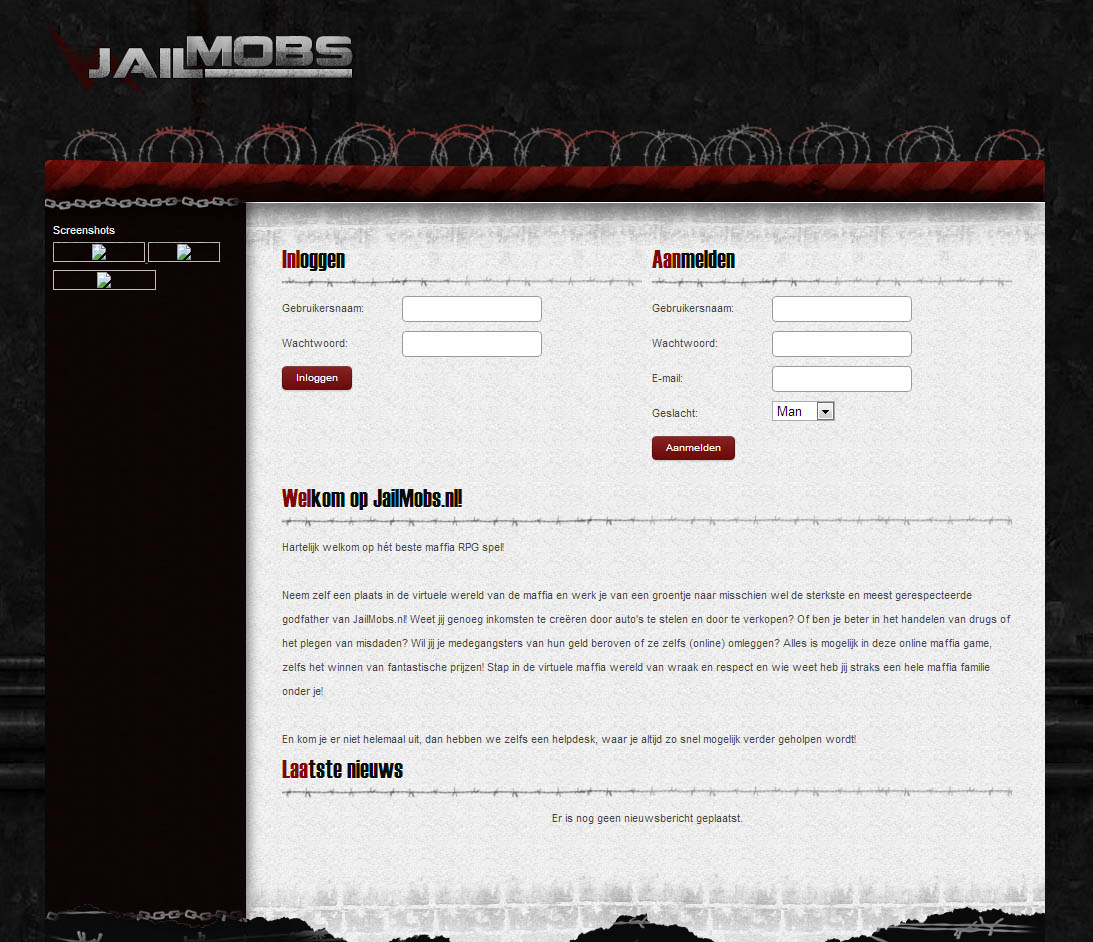 JAILMOBS
Screenshots
Inloggen
Gebruikersnaam:
Wachtwoord:
Inloggen
Aanmelden
Gebruikersnaam:
Wachtwoord:
E-mail:
Geslacht:
Man
Aanmelden
Welkom op JailMobs.nl!
Hartelijk welkom op hét beste maffia RPG spel!
Neem zelf een plaats in de virtuele wereld van de maffia en werk je van een groentje naar misschien wel de sterkste en meest gerespecteerde
godfather van JailMobs.nl! Weet jij genoeg inkomsten te creëren door auto's te stelen en door te verkopen? Of ben je beter in het handelen van drugs of
het plegen van misdaden? Wil jij je medegangsters van hun geld beroven of ze zelfs (online) omleggen? Alles is mogelijk in deze online maffia game,
zelfs het winnen van fantastische prijzen! Stap in de virtuele maffia wereld van wraak en respect en wie weet heb jij straks een hele maffia familie
onder je!
En kom je er niet helemaal uit, dan hebben we zelfs een helpdesk, waar je altijd zo snel mogelijk verder geholpen wordt!
Laatste nieuws
Er is nog geen nieuwsbericht geplaatst.